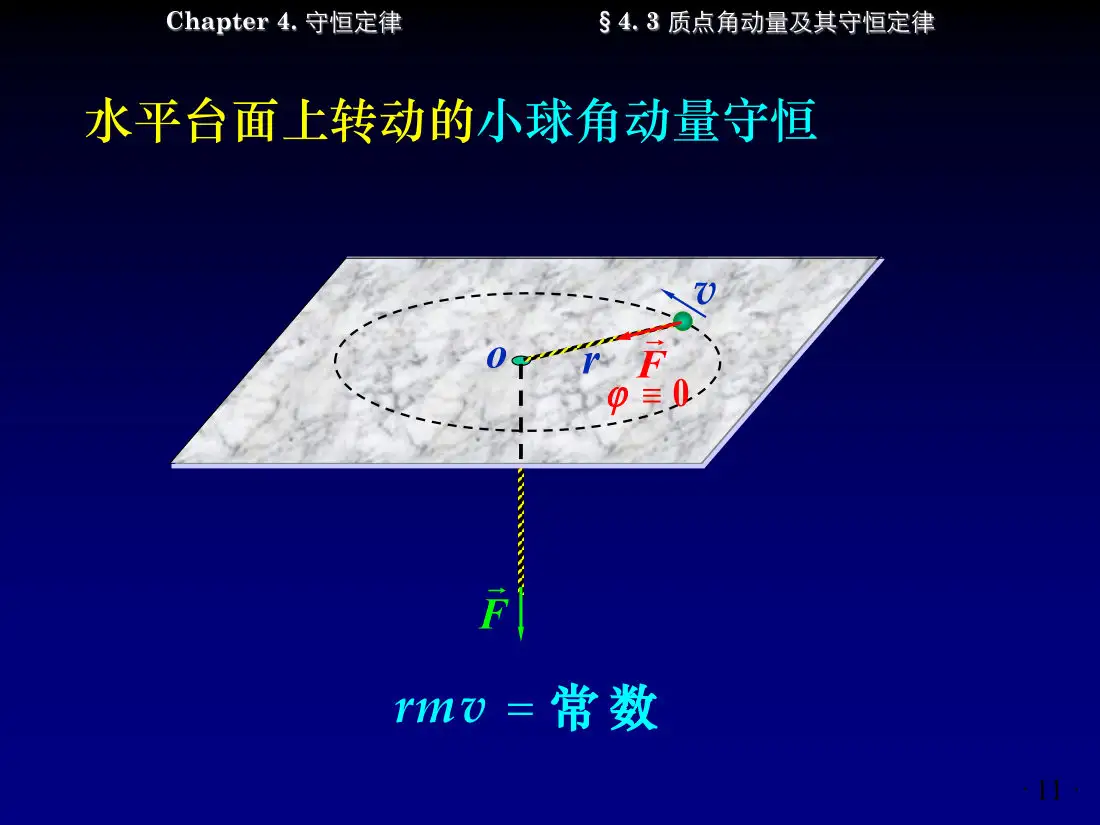 Chapter 4. 守恒定律
§4. 3 质点角动量及其守恒定律
水平台面上转动的小球角动量守恒
v
o
r
F⃗
φ ≡ 0
F⃗
rmv = 常数
·11·